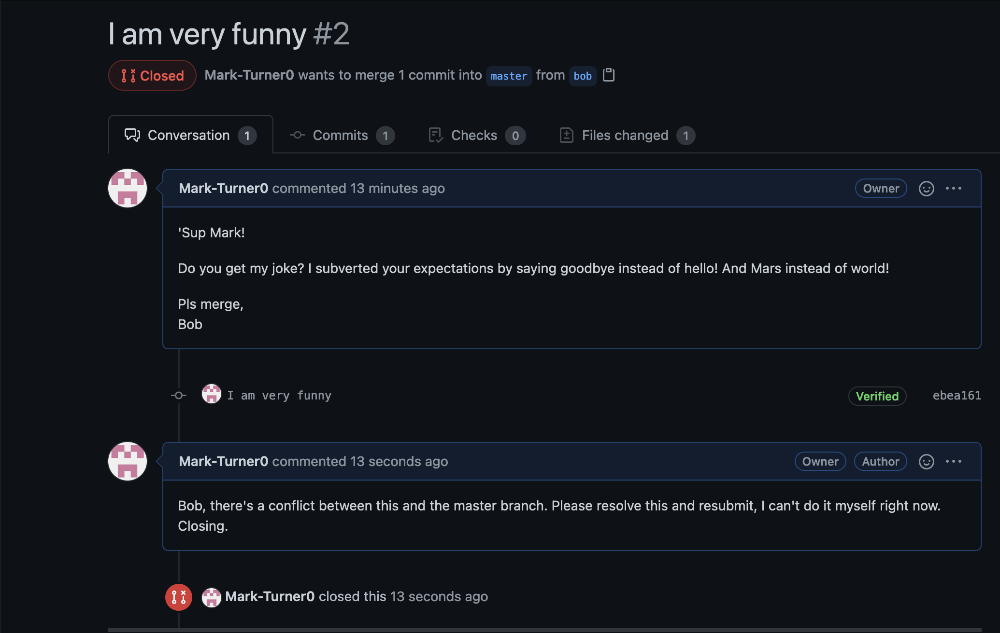 I am very funny #2
Closed Mark-Turner0 wants to merge 1 commit into master from bob
Conversation 1 Commits 1 Checks 0 Files changed 1
Mark-Turner0 commented 13 minutes ago Owner
'Sup Mark!
Do you get my joke? I subverted your expectations by saying goodbye instead of hello! And Mars instead of world!
Pls merge,
Bob
I am very funny Verified ebea161
Mark-Turner0 commented 13 seconds ago Owner Author
Bob, there's a conflict between this and the master branch. Please resolve this and resubmit, I can't do it myself right now.
Closing.
Mark-Turner0 closed this 13 seconds ago